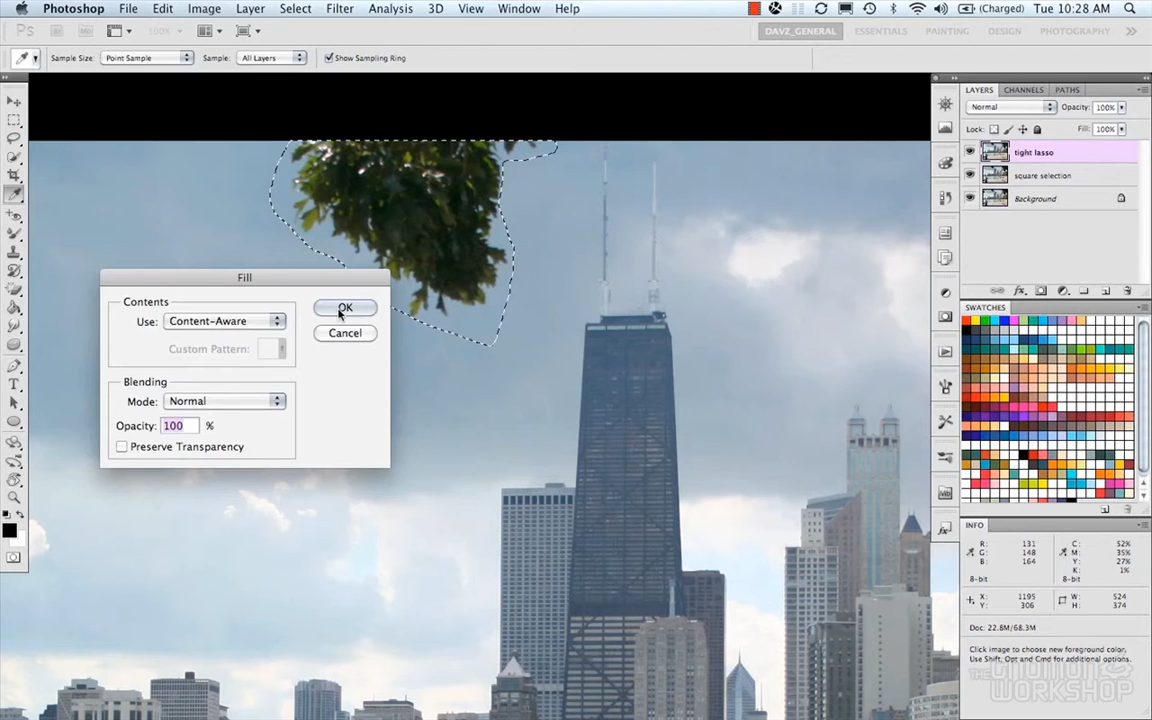 Photoshop File Edit Image Layer Select Filter Analysis 3D View Window Help (Charged) Tue 10:28 AM
Ps 100% DAVZ_GENERAL ESSENTIALS PAINTING DESIGN PHOTOGRAPHY
Sample Size: Point Sample Sample: All Layers Show Sampling Ring
LAYERS CHANNELS PATHS
Normal Opacity: 100%
Lock: Fill: 100%
tight lasso
square selection
Background
Fill
Contents
Use: Content-Aware
Custom Pattern:
OK
Cancel
Blending
Mode: Normal
Opacity: 100 %
Preserve Transparency
SWATCHES
INFO
R: 131 C: 52%
G: 148 M: 35%
B: 164 Y: 27%
K: 1%
8-bit 8-bit
X: 1195 W: 524
Y: 306 H: 374
Doc: 22.8M/68.3M
Click image to choose new foreground color.
Use Shift, Opt and Cmd for additional options.
WORKSHOP